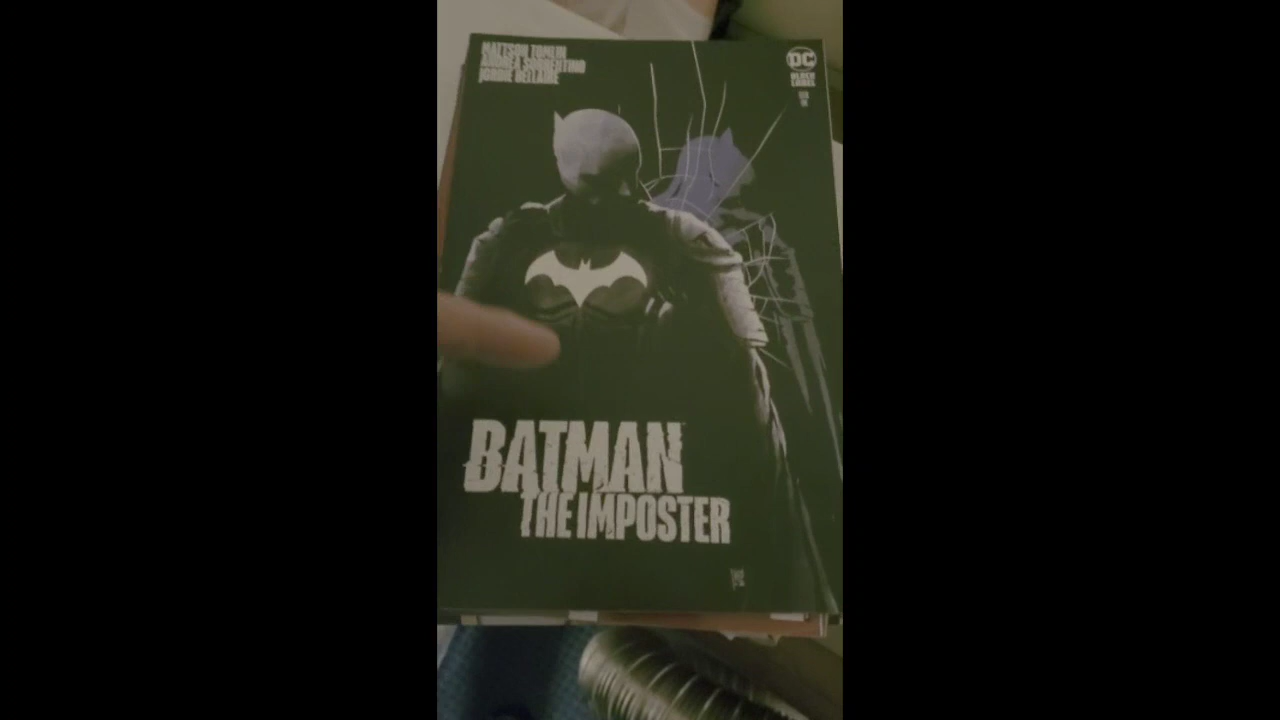 MATTSON TOMLIN
ANDREA SORRENTINO
JORDIE BELLAIRE
DC
BLACK
LABEL
BATMAN
THE IMPOSTER